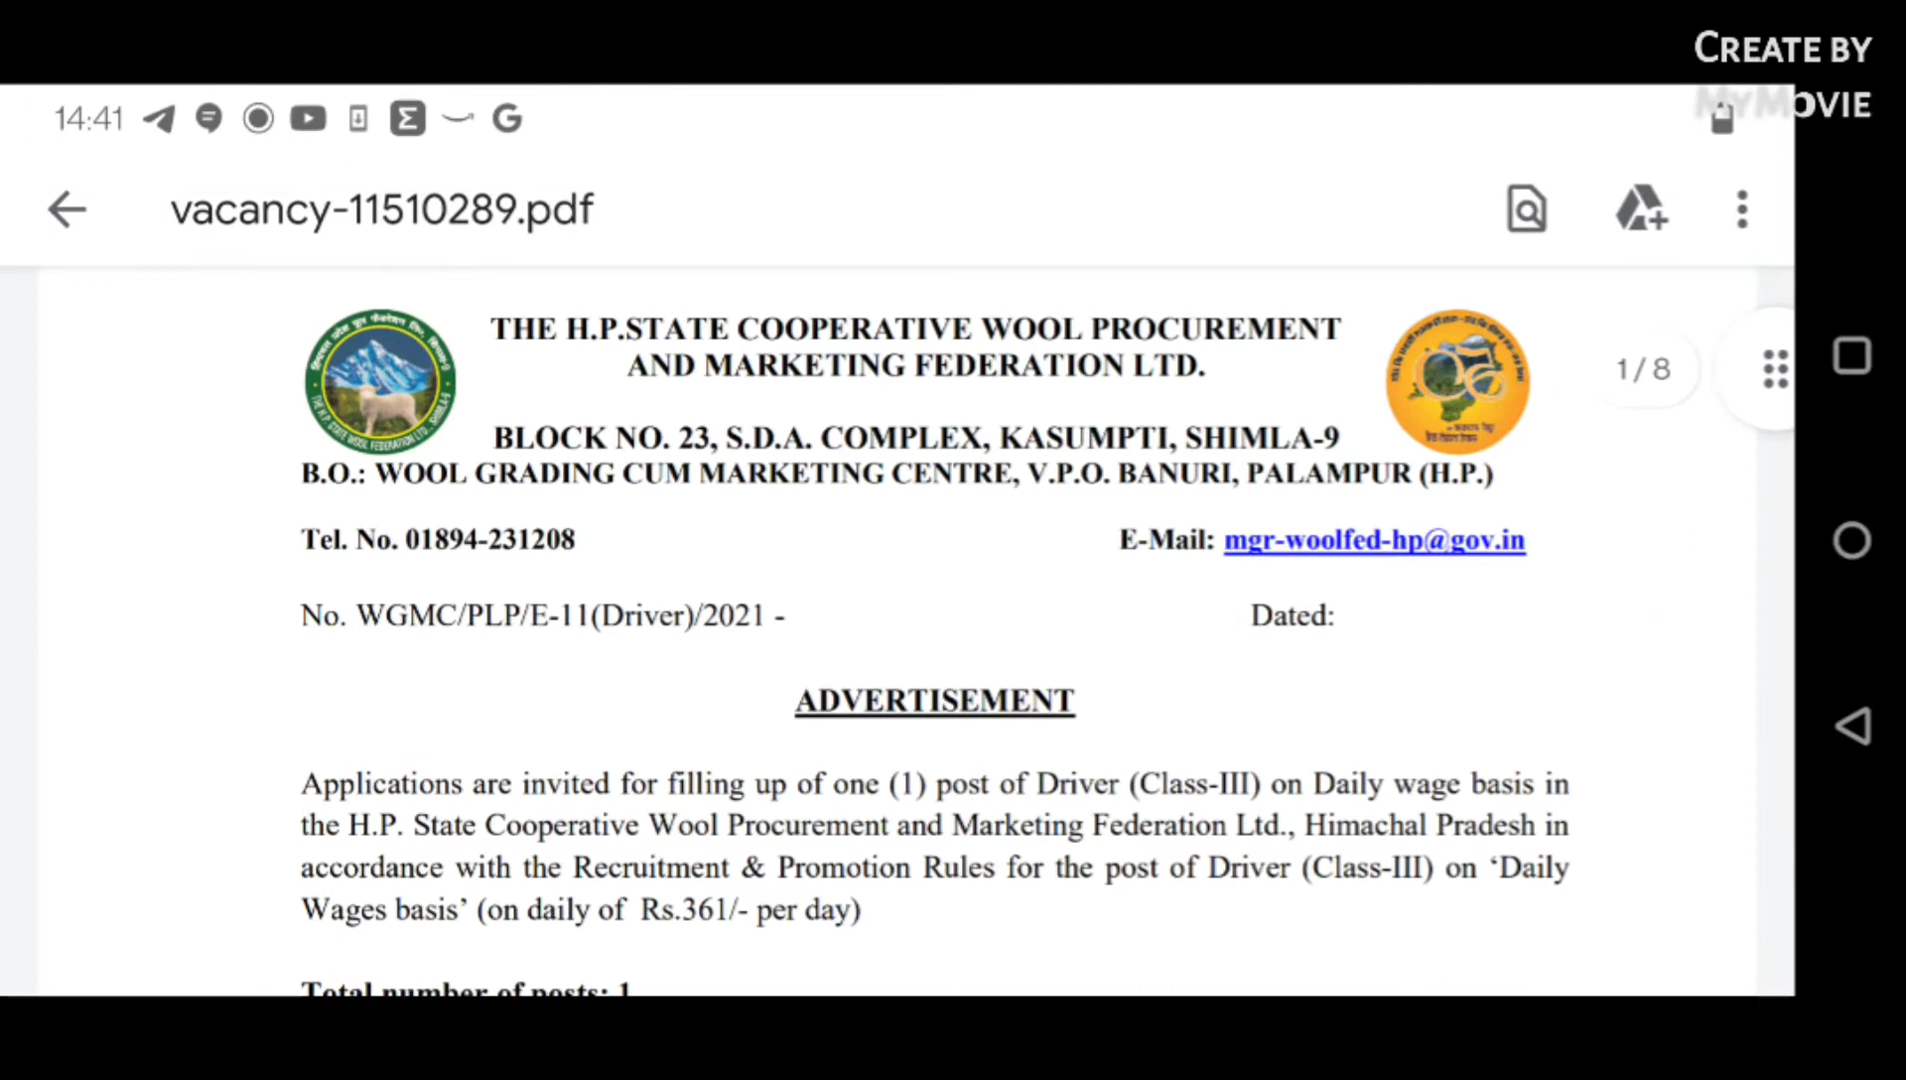 CREATE BY
MYMOVIE
14:41
vacancy-11510289.pdf
THE H.P.STATE COOPERATIVE WOOL PROCUREMENT
AND MARKETING FEDERATION LTD.
1 / 8
BLOCK NO. 23, S.D.A. COMPLEX, KASUMPTI, SHIMLA-9
B.O.: WOOL GRADING CUM MARKETING CENTRE, V.P.O. BANURI, PALAMPUR (H.P.)
Tel. No. 01894-231208 E-Mail: mgr-woolfed-hp@gov.in
No. WGMC/PLP/E-11(Driver)/2021 - Dated:
ADVERTISEMENT
Applications are invited for filling up of one (1) post of Driver (Class-III) on Daily wage basis in
the H.P. State Cooperative Wool Procurement and Marketing Federation Ltd., Himachal Pradesh in
accordance with the Recruitment & Promotion Rules for the post of Driver (Class-III) on ‘Daily
Wages basis’ (on daily of Rs.361/- per day)
Total number of posts: 1